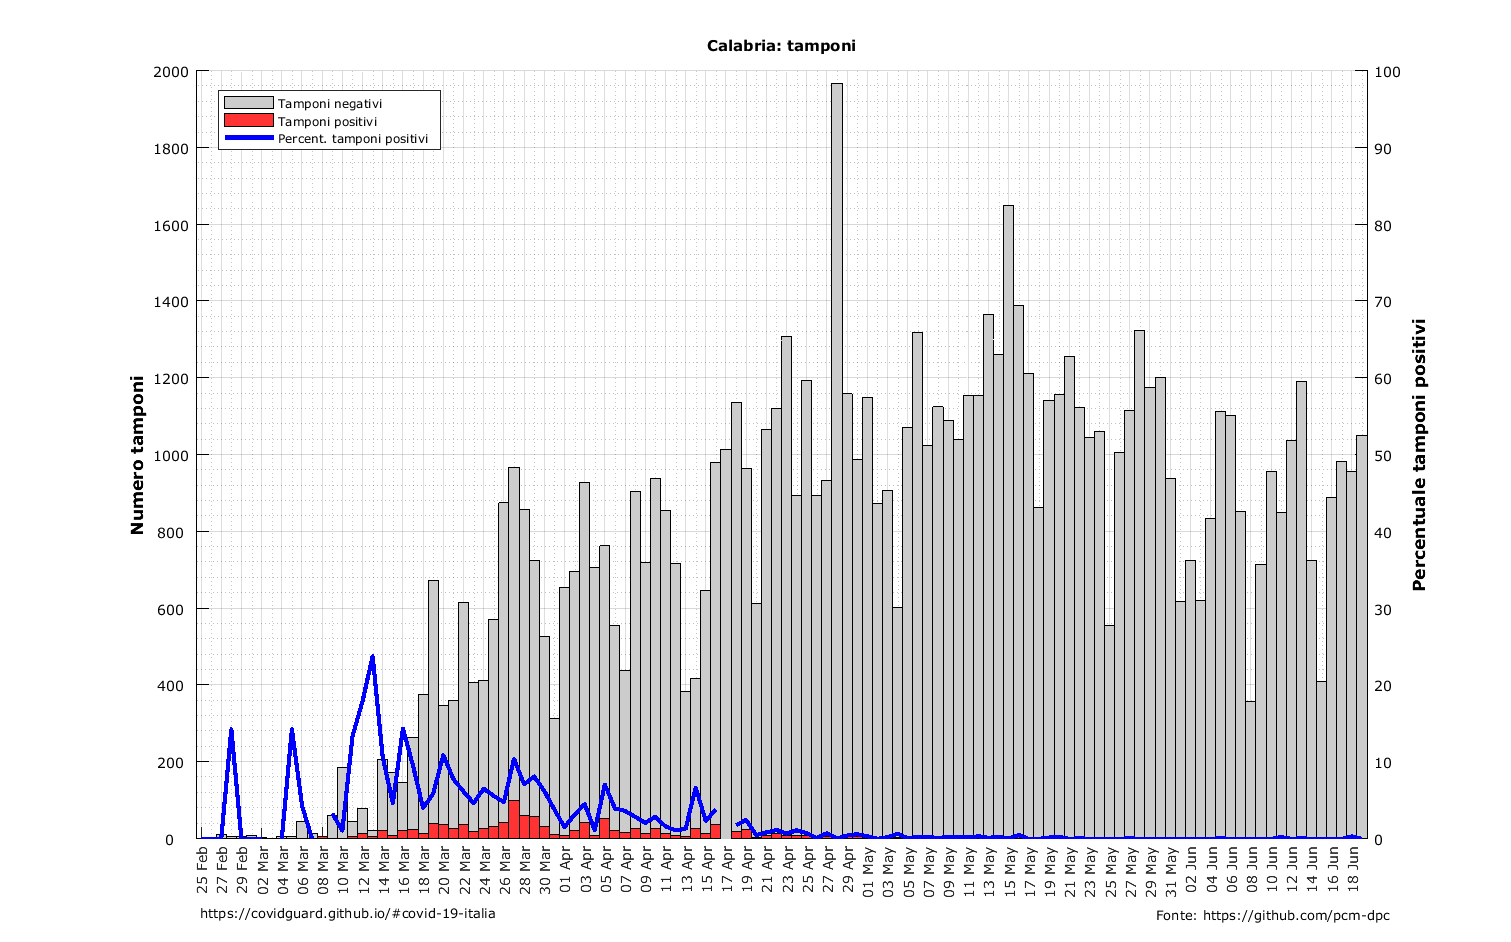 Calabria: tamponi
Tamponi negativi
Tamponi positivi
Percent. tamponi positivi
Numero tamponi
2000
1800
1600
1400
1200
1000
800
600
400
200
0
Percentuale tamponi positivi
100
90
80
70
60
50
40
30
20
10
0
25 Feb
27 Feb
29 Feb
02 Mar
04 Mar
06 Mar
08 Mar
10 Mar
12 Mar
14 Mar
16 Mar
18 Mar
20 Mar
22 Mar
24 Mar
26 Mar
28 Mar
30 Mar
01 Apr
03 Apr
05 Apr
07 Apr
09 Apr
11 Apr
13 Apr
15 Apr
17 Apr
19 Apr
21 Apr
23 Apr
25 Apr
27 Apr
29 Apr
01 May
03 May
05 May
07 May
09 May
11 May
13 May
15 May
17 May
19 May
21 May
23 May
25 May
27 May
29 May
31 May
02 Jun
04 Jun
06 Jun
08 Jun
10 Jun
12 Jun
14 Jun
16 Jun
18 Jun
https://covidguard.github.io/#covid-19-italia
Fonte: https://github.com/pcm-dpc